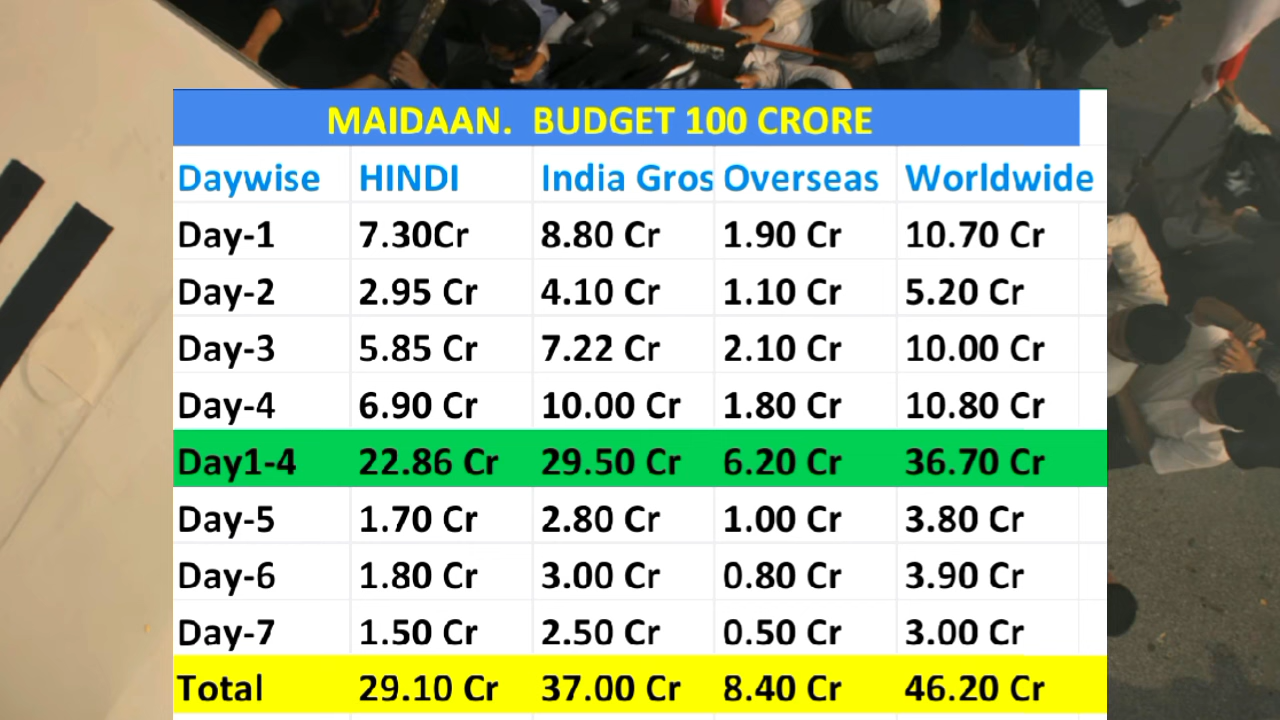 MAIDAAN. BUDGET 100 CRORE
Daywise HINDI India Gros Overseas Worldwide
Day-1 7.30Cr 8.80 Cr 1.90 Cr 10.70 Cr
Day-2 2.95 Cr 4.10 Cr 1.10 Cr 5.20 Cr
Day-3 5.85 Cr 7.22 Cr 2.10 Cr 10.00 Cr
Day-4 6.90 Cr 10.00 Cr 1.80 Cr 10.80 Cr
Day1-4 22.86 Cr 29.50 Cr 6.20 Cr 36.70 Cr
Day-5 1.70 Cr 2.80 Cr 1.00 Cr 3.80 Cr
Day-6 1.80 Cr 3.00 Cr 0.80 Cr 3.90 Cr
Day-7 1.50 Cr 2.50 Cr 0.50 Cr 3.00 Cr
Total 29.10 Cr 37.00 Cr 8.40 Cr 46.20 Cr